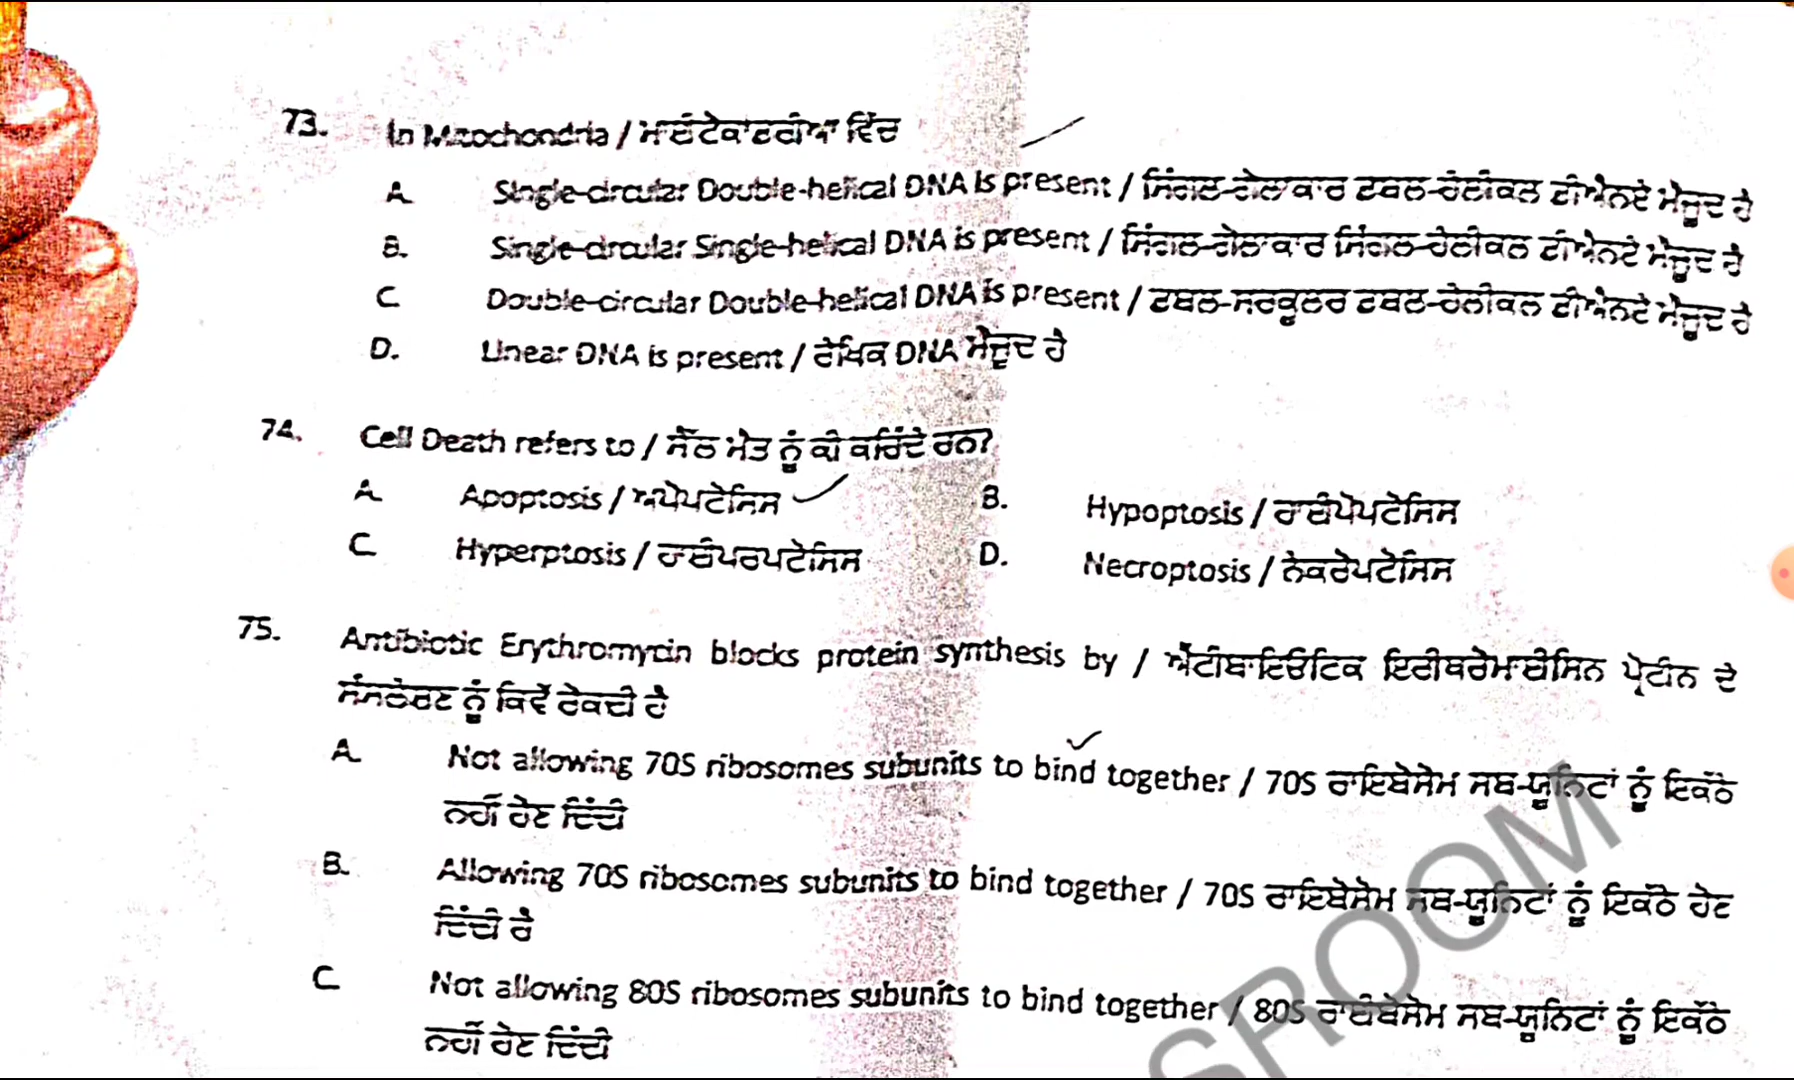 73. In Mitochondria / ਮਾਈਟੋਕਾਂਡਰੀਆ ਵਿੱਚ
A. Single-circular Double-helical DNA is present / ਸਿੰਗਲ-ਗੋਲਾਕਾਰ ਡਬਲ-ਹੇਲੀਕਲ ਡੀਐਨਏ ਮੌਜੂਦ ਹੈ
B. Single-circular Single-helical DNA is present / ਸਿੰਗਲ-ਗੋਲਾਕਾਰ ਸਿੰਗਲ-ਹੇਲੀਕਲ ਡੀਐਨਏ ਮੌਜੂਦ ਹੈ
C. Double-circular Double-helical DNA is present / ਡਬਲ-ਸਰਕੂਲਰ ਡਬਲ-ਹੇਲੀਕਲ ਡੀਐਨਏ ਮੌਜੂਦ ਹੈ
D. Linear DNA is present / ਰੇਖਿਕ DNA ਮੌਜੂਦ ਹੈ
74. Cell Death refers to / ਸੈੱਲ ਮੌਤ ਨੂੰ ਕੀ ਕਹਿੰਦੇ ਹਨ?
A. Apoptosis / ਅਪੋਪਟੋਸਿਸ B. Hypoptosis / ਹਾਈਪੋਪਟੋਸਿਸ
C. Hyperptosis / ਹਾਈਪਰਪਟੋਸਿਸ D. Necroptosis / ਨੇਕਰੋਪਟੋਸਿਸ
75. Antibiotic Erythromycin blocks protein synthesis by / ਐਂਟੀਬਾਇਓਟਿਕ ਇਰੀਥਰੋਮਾਈਸਿਨ ਪ੍ਰੋਟੀਨ ਦੇ
ਸੰਸਲੇਸ਼ਣ ਨੂੰ ਕਿਵੇਂ ਰੋਕਦੀ ਹੈ
A. Not allowing 70S ribosomes subunits to bind together / 70S ਰਾਇਬੋਸੋਮ ਸਬ-ਯੂਨਿਟਾਂ ਨੂੰ ਇਕੱਠੇ
ਨਹੀਂ ਹੋਣ ਦਿੰਦੀ
B. Allowing 70S ribosomes subunits to bind together / 70S ਰਾਇਬੋਸੋਮ ਸਬ-ਯੂਨਿਟਾਂ ਨੂੰ ਇਕੱਠੇ ਹੋਣ
ਦਿੰਦੀ ਹੈ
C. Not allowing 80S ribosomes subunits to bind together / 80S ਰਾਈਬੋਸੋਮ ਸਬ-ਯੂਨਿਟਾਂ ਨੂੰ ਇਕੱਠੇ
ਨਹੀਂ ਹੋਣ ਦਿੰਦੀ
SROOM